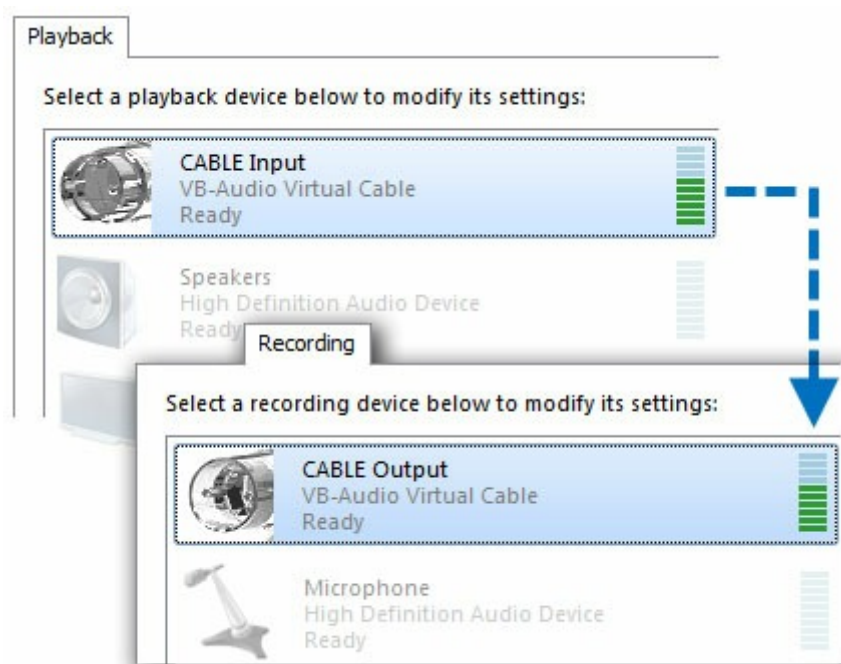 Playback
Select a playback device below to modify its settings:
CABLE Input
VB-Audio Virtual Cable
Ready
Speakers
High Definition Audio Device
Ready
Recording
Select a recording device below to modify its settings:
CABLE Output
VB-Audio Virtual Cable
Ready
Microphone
High Definition Audio Device
Ready